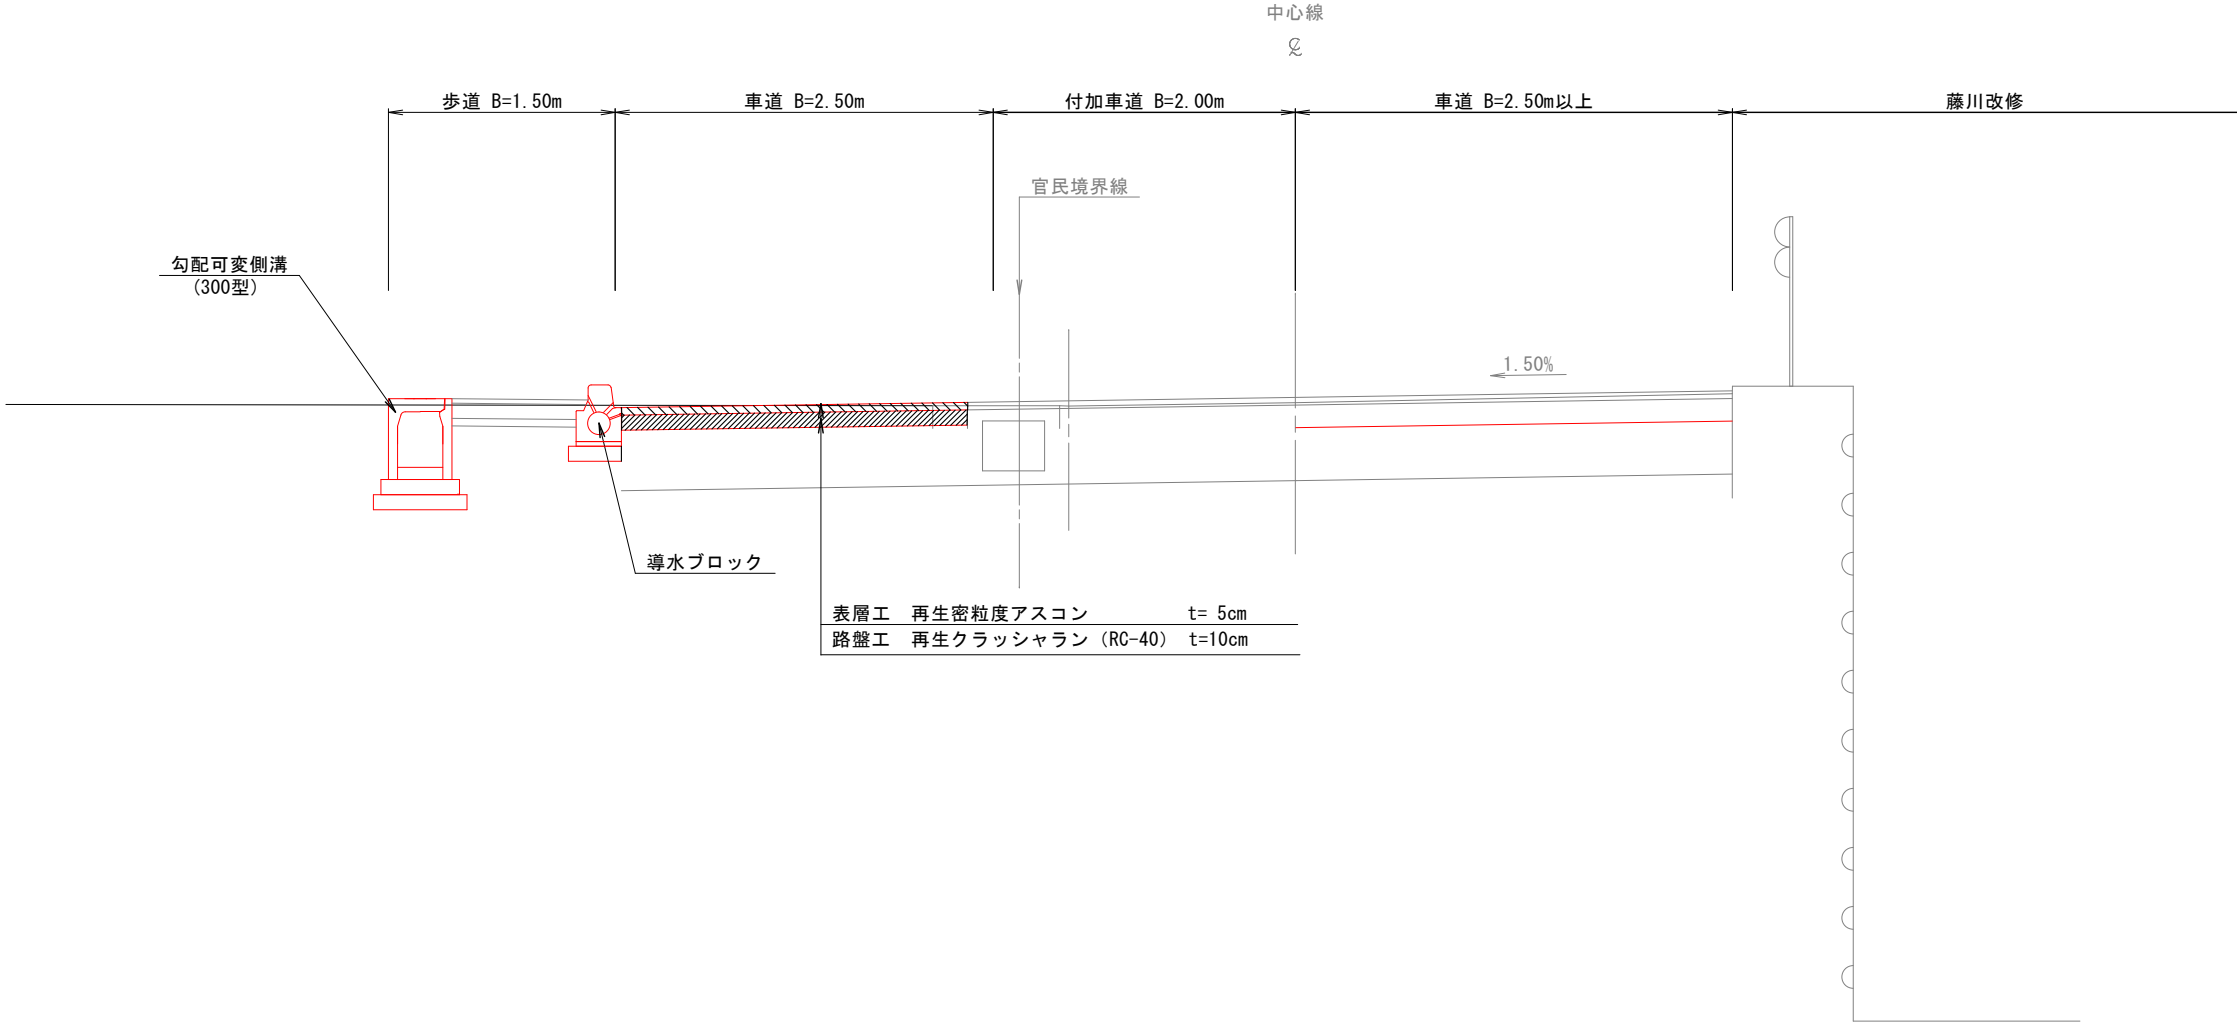 中心線
℄
歩道 B=1.50m
車道 B=2.50m
付加車道 B=2.00m
車道 B=2.50m以上
藤川改修
官民境界線
勾配可変側溝
(300型)
1.50%
導水ブロック
表層工 再生密粒度アスコン t= 5cm
路盤工 再生クラッシャラン(RC-40) t=10cm